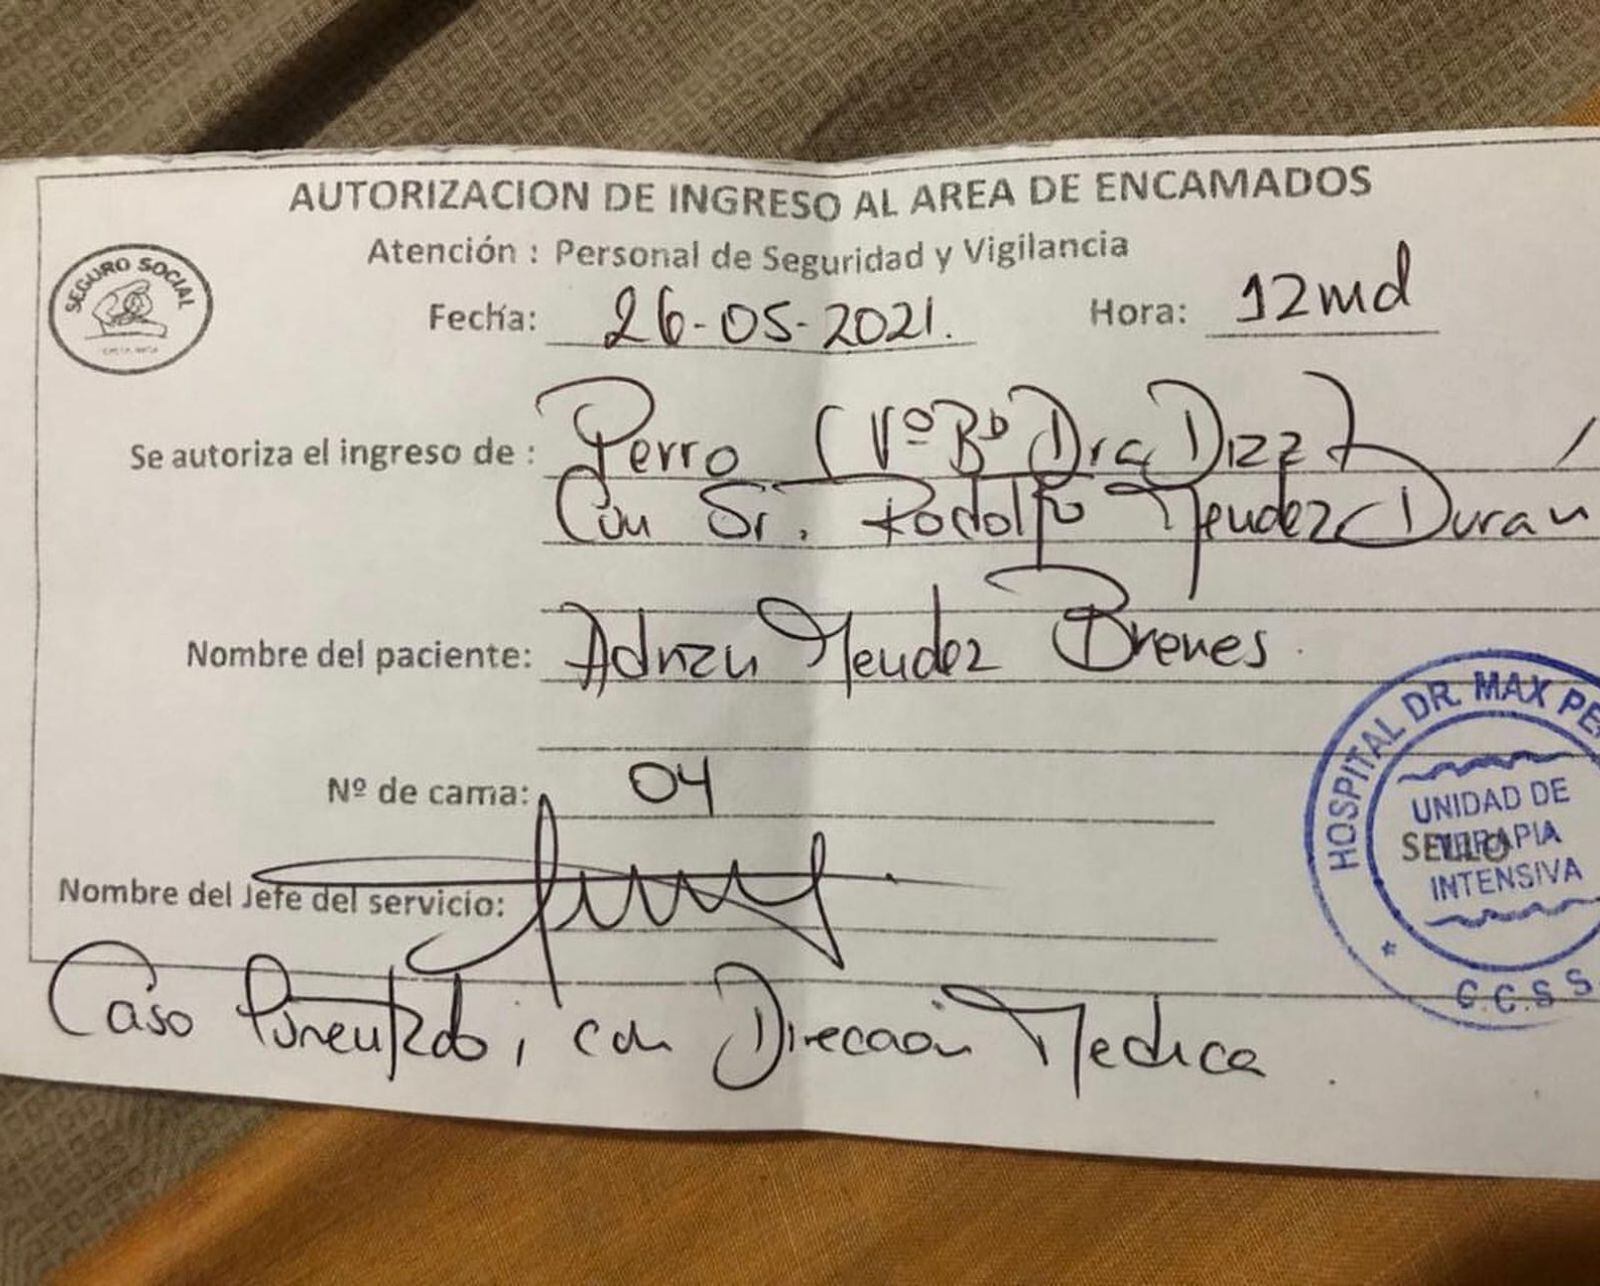 AUTORIZACION DE INGRESO AL AREA DE ENCAMADOS
Atención : Personal de Seguridad y Vigilancia
SEGURO SOCIAL
Fecha: 26-05-2021. Hora: 12md
Se autoriza el ingreso de : Perro (VºBº Dra Diaz)
Con Sr. Rodolfo Mendez Duran
Nombre del paciente: Adrian Mendez Brenes.
Nº de cama: 04
Nombre del Jefe del servicio:
HOSPITAL DR. MAX PE
UNIDAD DE
TERAPIA
SELLO
INTENSIVA
* C.C.S.S
Caso , con Direccion Medica.